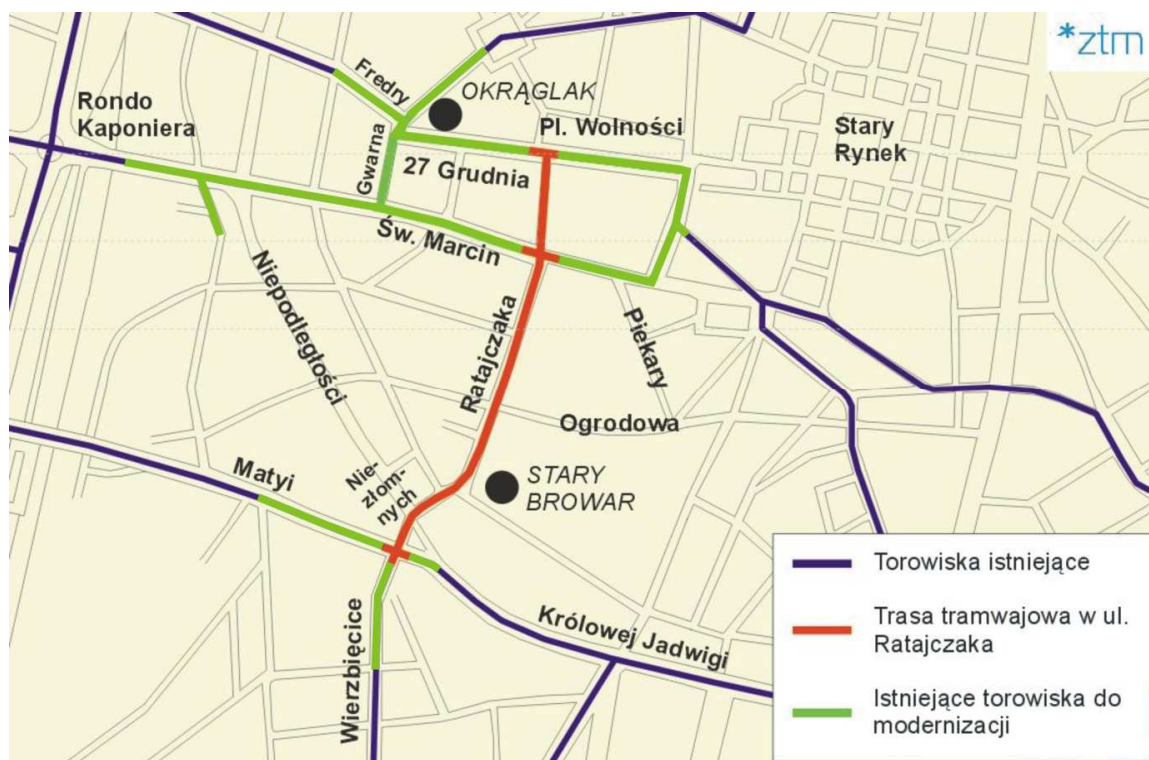 *ztm
Fredry
OKRĄGLAK
Rondo
Kaponiera
Pl. Wolności
Stary
Rynek
Gwarna
27 Grudnia
Św. Marcin
Niepodległości
Ratajczaka
Piekary
Ogrodowa
Matyi
Nie-
złom-
nych
STARY
BROWAR
Wierzbięcice
Królowej Jadwigi
Torowiska istniejące
Trasa tramwajowa w ul.
Ratajczaka
Istniejące torowiska do
modernizacji